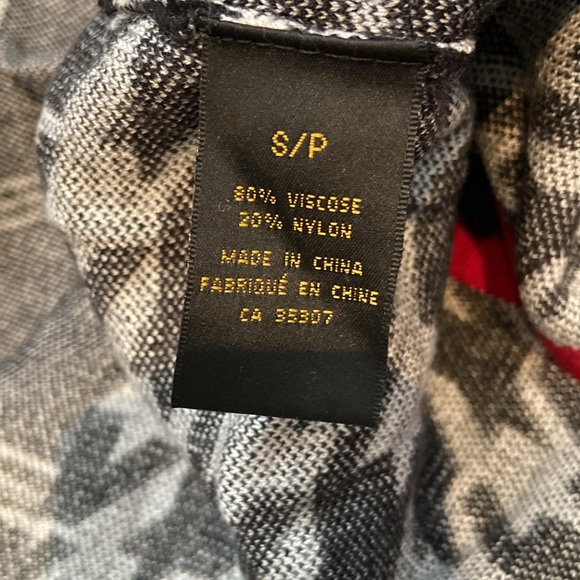 S/P
80% VISCOSE
20% NYLON
MADE IN CHINA
FABRIQUÉ EN CHINE
CA 38307